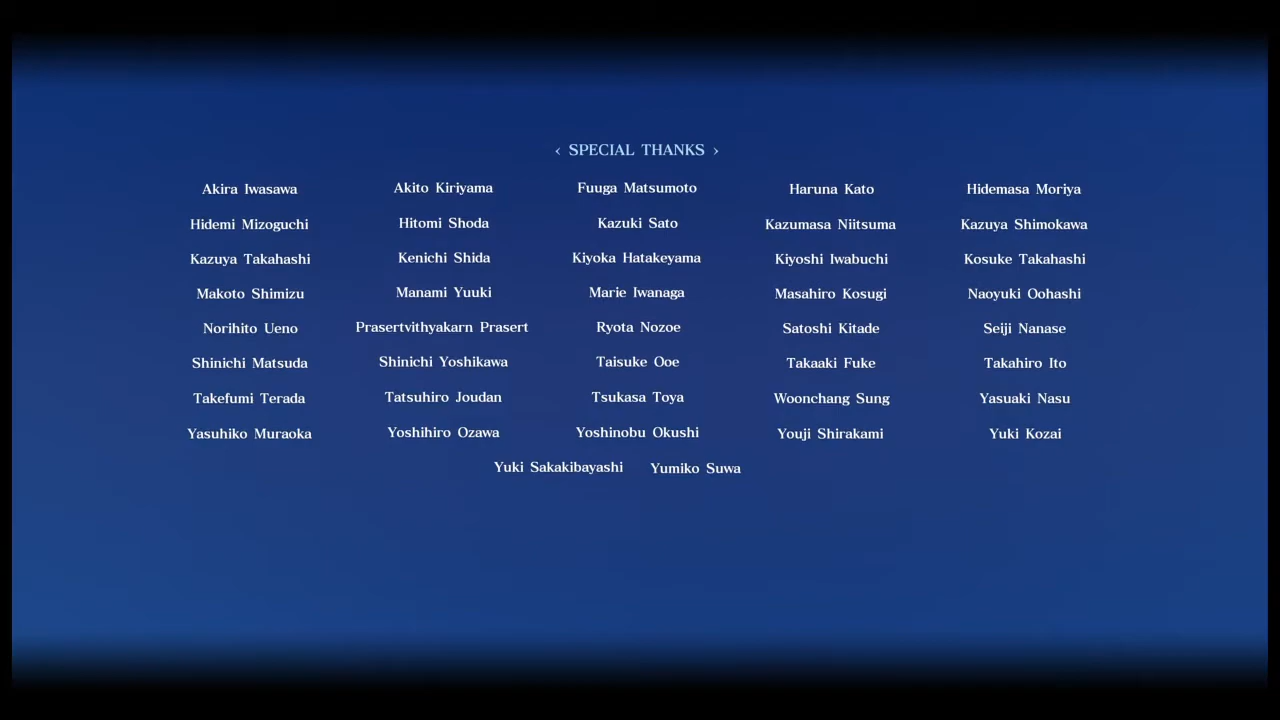 ‹ SPECIAL THANKS ›
Akira Iwasawa Akito Kiriyama Fuuga Matsumoto Haruna Kato Hidemasa Moriya
Hidemi Mizoguchi Hitomi Shoda Kazuki Sato Kazumasa Niitsuma Kazuya Shimokawa
Kazuya Takahashi Kenichi Shida Kiyoka Hatakeyama Kiyoshi Iwabuchi Kosuke Takahashi
Makoto Shimizu Manami Yuuki Marie Iwanaga Masahiro Kosugi Naoyuki Oohashi
Norihito Ueno Prasertvithyakarn Prasert Ryota Nozoe Satoshi Kitade Seiji Nanase
Shinichi Matsuda Shinichi Yoshikawa Taisuke Ooe Takaaki Fuke Takahiro Ito
Takefumi Terada Tatsuhiro Joudan Tsukasa Toya Woonchang Sung Yasuaki Nasu
Yasuhiko Muraoka Yoshihiro Ozawa Yoshinobu Okushi Youji Shirakami Yuki Kozai
Yuki Sakakibayashi Yumiko Suwa